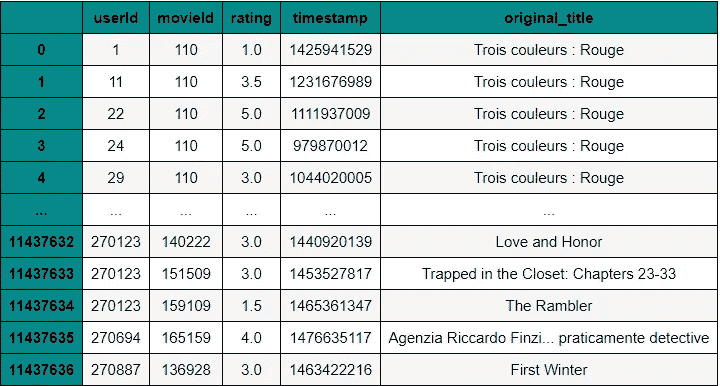 userId movieId rating timestamp original_title
0 1 110 1.0 1425941529 Trois couleurs : Rouge
1 11 110 3.5 1231676989 Trois couleurs : Rouge
2 22 110 5.0 1111937009 Trois couleurs : Rouge
3 24 110 5.0 979870012 Trois couleurs : Rouge
4 29 110 3.0 1044020005 Trois couleurs : Rouge
... ... ... ... ... ...
11437632 270123 140222 3.0 1440920139 Love and Honor
11437633 270123 151509 3.0 1453527817 Trapped in the Closet: Chapters 23-33
11437634 270123 159109 1.5 1465361347 The Rambler
11437635 270694 165159 4.0 1476635117 Agenzia Riccardo Finzi... praticamente detective
11437636 270887 136928 3.0 1463422216 First Winter